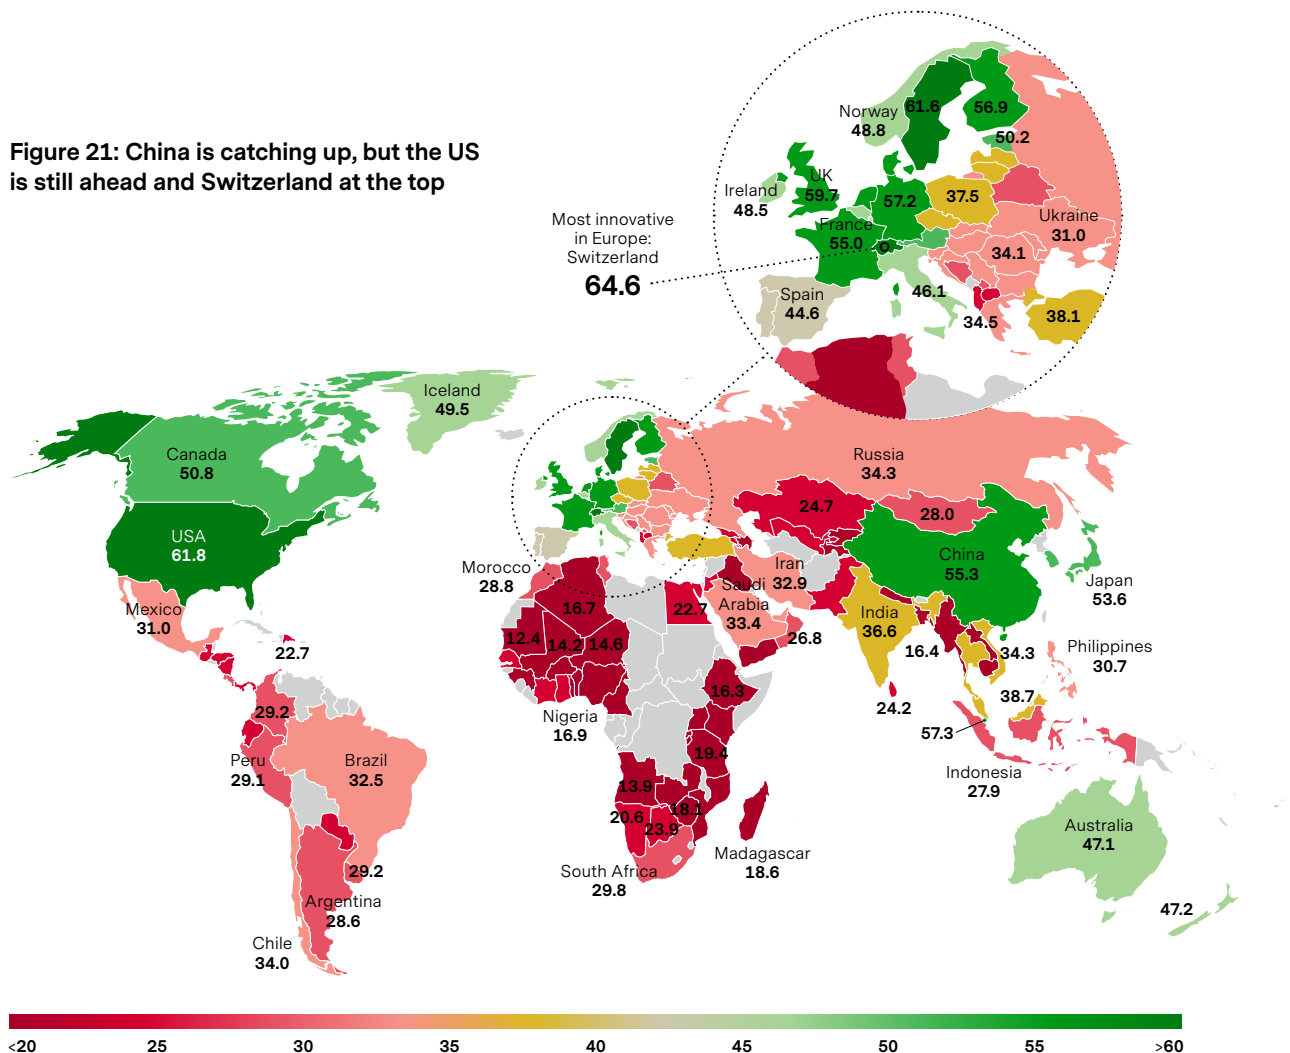 Figure 21: China is catching up, but the US
is still ahead and Switzerland at the top
Most innovative
in Europe:
Switzerland
64.6
Norway
48.8
61.6
56.9
50.2
Ireland
48.5
UK
59.7
57.2
37.5
France
55.0
Ukraine
31.0
34.1
Spain
44.6
46.1
34.5
38.1
Iceland
49.5
Canada
50.8
USA
61.8
Mexico
31.0
22.7
29.2
Peru
29.1
Brazil
32.5
29.2
Argentina
28.6
Chile
34.0
Morocco
28.8
16.7
22.7
12.4
14.2
14.6
Nigeria
16.9
16.3
19.4
13.9
18.1
20.6
23.9
South Africa
29.8
Madagascar
18.6
Russia
34.3
24.7
28.0
China
55.3
Japan
53.6
Iran
32.9
Saudi
Arabia
33.4
26.8
India
36.6
16.4
24.2
34.3
Philippines
30.7
38.7
57.3
Indonesia
27.9
Australia
47.1
47.2
<20 25 30 35 40 45 50 55 >60